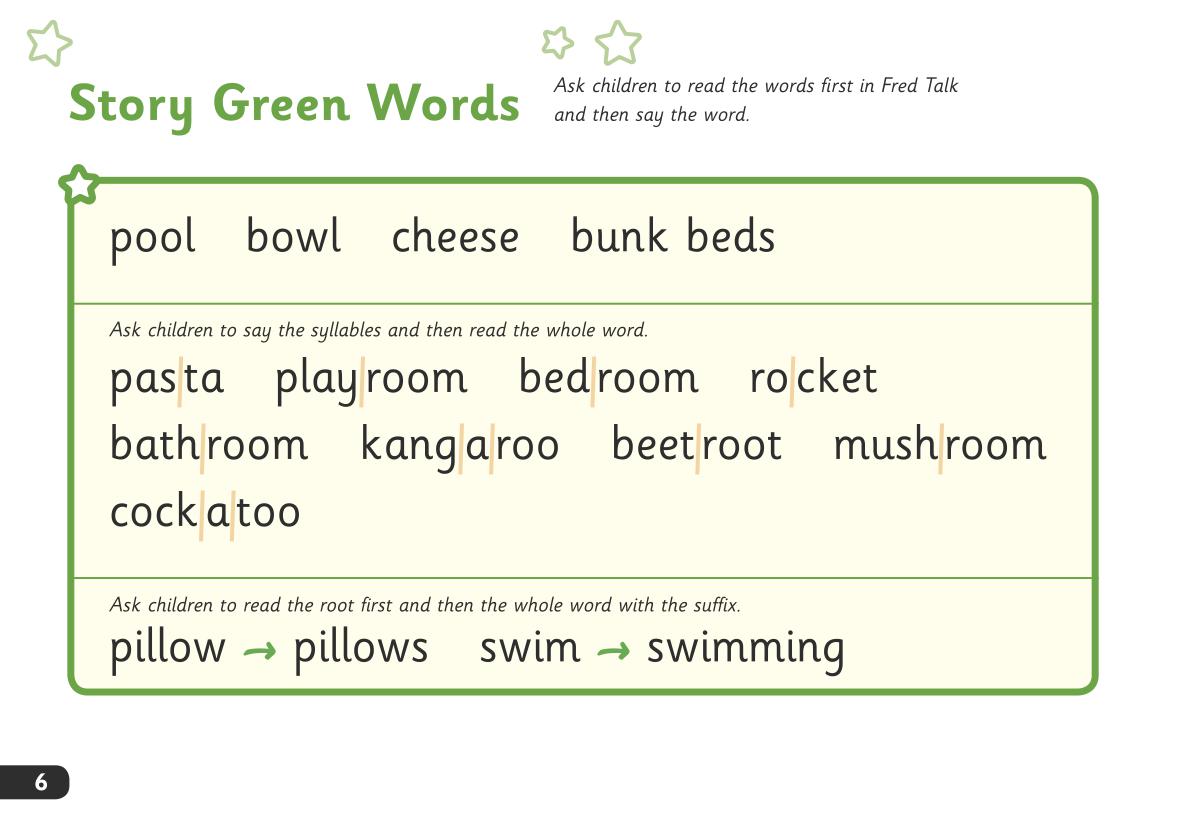 Story Green Words
Ask children to read the words first in Fred Talk
and then say the word.
pool bowl cheese bunk beds
Ask children to say the syllables and then read the whole word.
pas|ta play|room bed|room ro|cket
bath|room kang|a|roo beet|root mush|room
cock|a|too
Ask children to read the root first and then the whole word with the suffix.
pillow → pillows swim → swimming
6